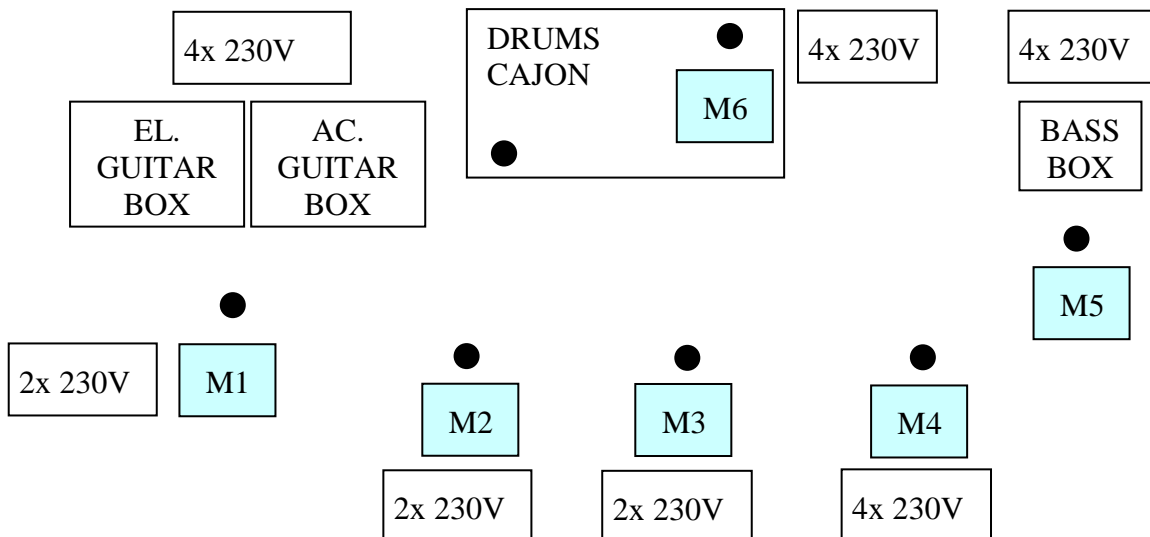 4x 230V
DRUMS
CAJON
M6
4x 230V
4x 230V
EL.
GUITAR
BOX
AC.
GUITAR
BOX
BASS
BOX
M5
2x 230V
M1
M2
M3
M4
2x 230V
2x 230V
4x 230V